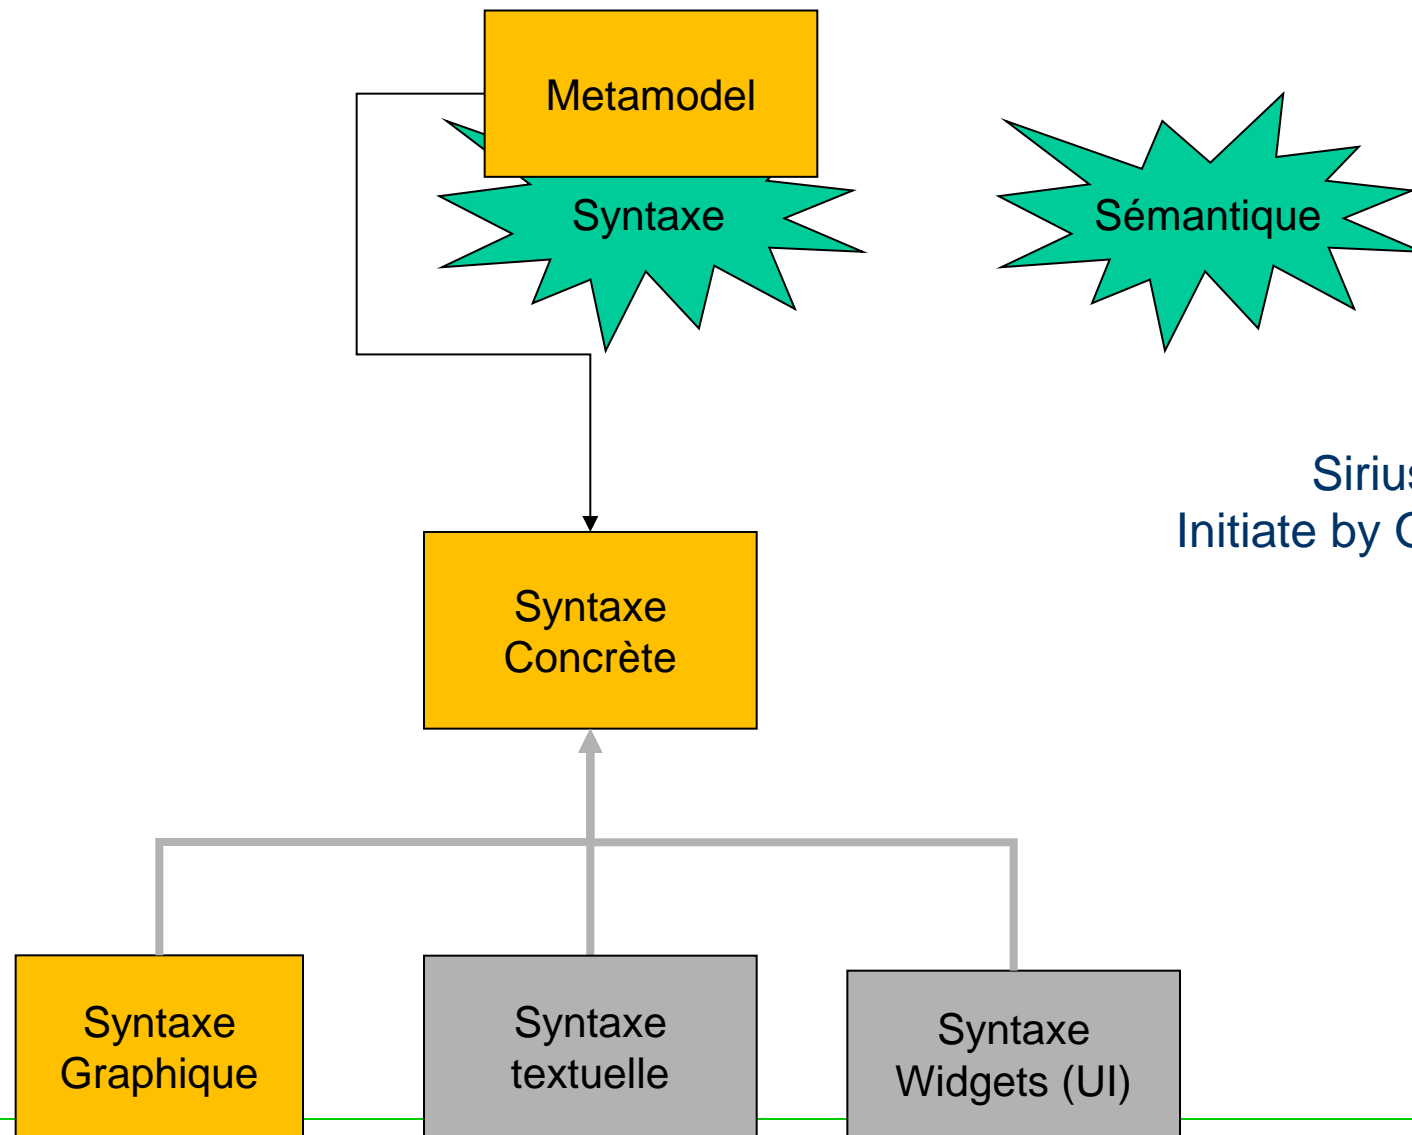 Metamodel
Syntaxe
Sémantique
Initiate by
Syntaxe
Concrète
Syntaxe
Graphique
Syntaxe
textuelle
Syntaxe
Widgets (UI)